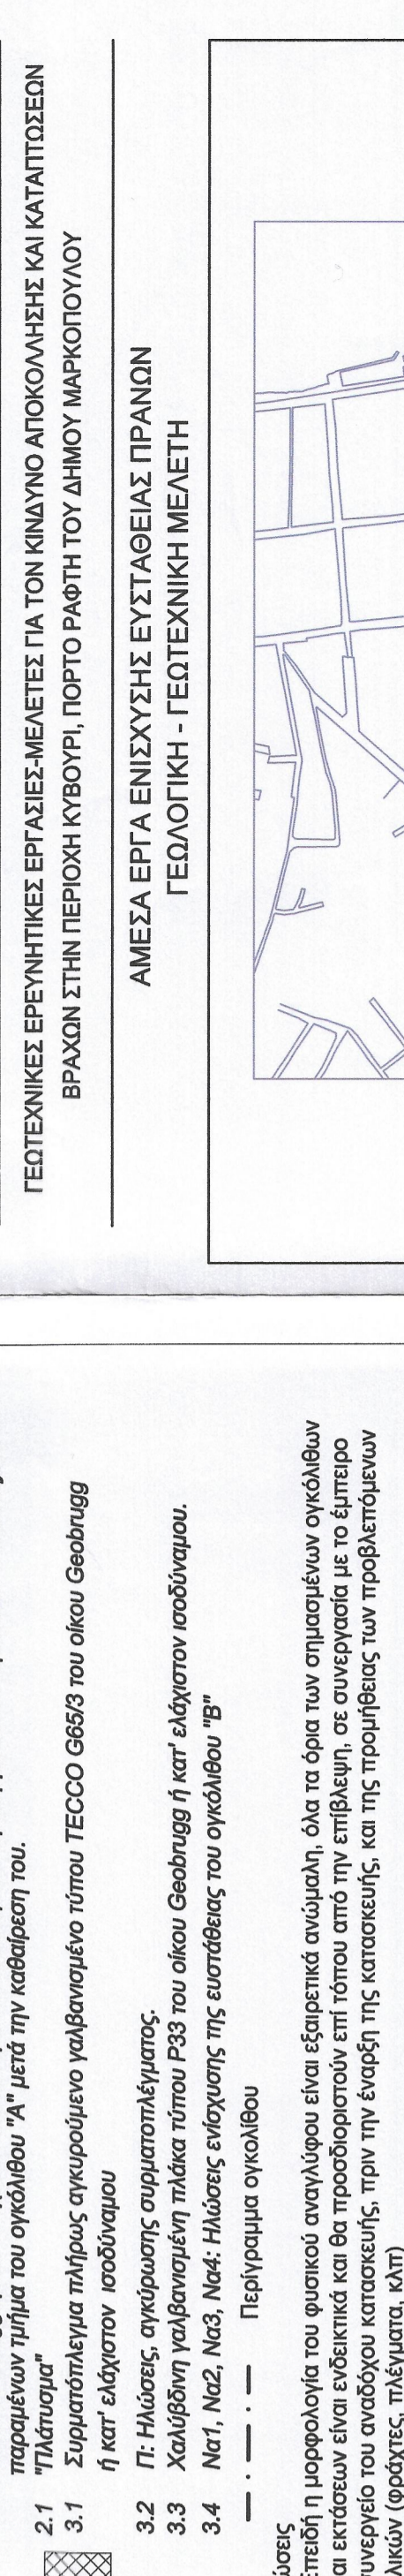 ΓΕΩΤΕΧΝΙΚΕΣ ΕΡΕΥΝΗΤΙΚΕΣ ΕΡΓΑΣΙΕΣ-ΜΕΛΕΤΕΣ ΓΙΑ ΤΟΝ ΚΙΝΔΥΝΟ ΑΠΟΚΟΛΛΗΣΗΣ ΚΑΙ ΚΑΤΑΠΤΩΣΕΩΝ
ΒΡΑΧΩΝ ΣΤΗΝ ΠΕΡΙΟΧΗ ΚΥΒΟΥΡΙ, ΠΟΡΤΟ ΡΑΦΤΗ ΤΟΥ ΔΗΜΟΥ ΜΑΡΚΟΠΟΥΛΟΥ
ΑΜΕΣΑ ΕΡΓΑ ΕΝΙΣΧΥΣΗΣ ΕΥΣΤΑΘΕΙΑΣ ΠΡΑΝΩΝ
ΓΕΩΛΟΓΙΚΗ - ΓΕΩΤΕΧΝΙΚΗ ΜΕΛΕΤΗ
παραμένων τμήμα του ογκόλιθου "Α" μετά την καθαίρεση του.
2.1 "Πλάτυσμα"
3.1 Συρματόπλεγμα πλήρως αγκυρούμενο γαλβανισμένο τύπου TECCO G65/3 του οίκου Geobrugg
ή κατ' ελάχιστον ισοδύναμου
3.2 Π: Ηλώσεις, αγκύρωσης συρματοπλέγματος.
3.3 Χαλύβδινη γαλβανισμένη πλάκα τύπου P33 του οίκου Geobrugg ή κατ' ελάχιστον ισοδύναμου.
3.4 Να1, Να2, Να3, Να4: Ηλώσεις ενίσχυσης της ευστάθειας του ογκόλιθου "Β"
Περίγραμμα ογκολίθου
ώσεις
Επειδή η μορφολογία του φυσικού αναγλύφου είναι εξαιρετικά ανώμαλη, όλα τα όρια των σημασμένων ογκόλιθων
αι εκτάσεων είναι ενδεικτικά και θα προσδιοριστούν επί τόπου από την επίβλεψη, σε συνεργασία με το έμπειρο
υνεργείο του αναδόχου κατασκευής, πριν την έναρξη της κατασκευής, και της προμήθειας των προβλεπόμενων
λικών (φράχτες, πλέγματα, κλπ)